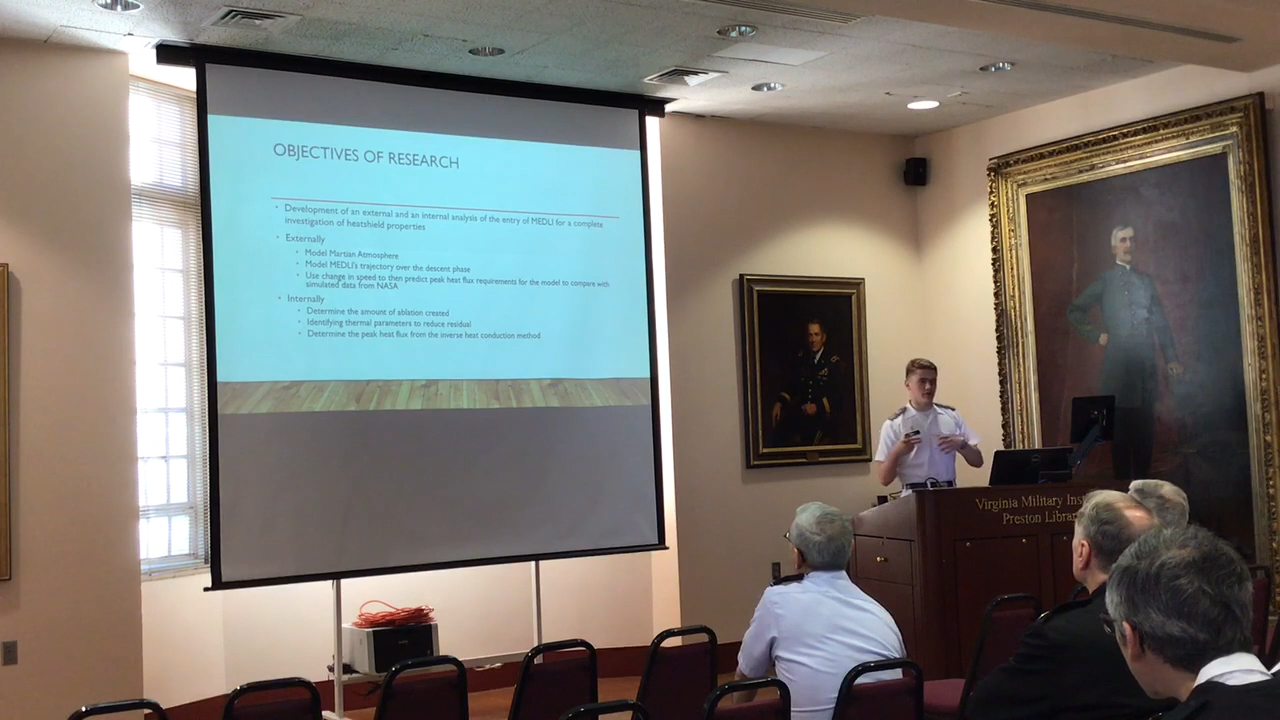 OBJECTIVES OF RESEARCH
• Development of an external and an internal analysis of the entry of MEDLI for a complete
investigation of heatshield properties
• Externally
• Model Martian Atmosphere
• Model MEDLI's trajectory over the descent phase
• Use change in speed to then predict peak heat flux requirements for the model to compare with
simulated data from NASA
• Internally
• Determine the amount of ablation created
• Identifying thermal parameters to reduce residual
• Determine the peak heat flux from the inverse heat conduction method
Virginia Military
Preston